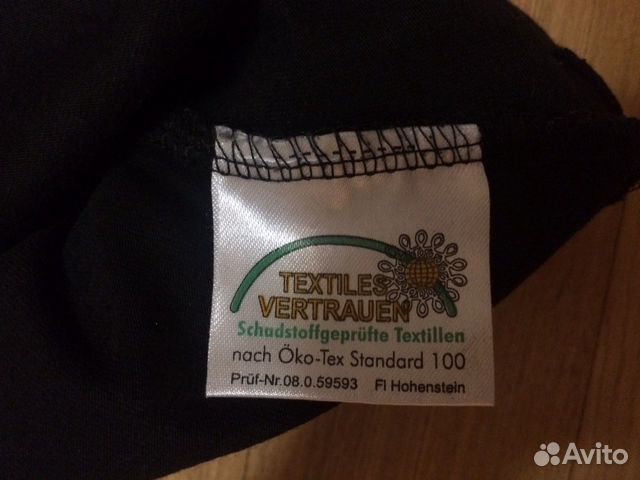 TEXTILES
VERTRAUEN
Schadstoffgeprüfte Textillen
nach Öko-Tex Standard 100
Prüf-Nr.08.0.59593 FI Hohenstein
Avito